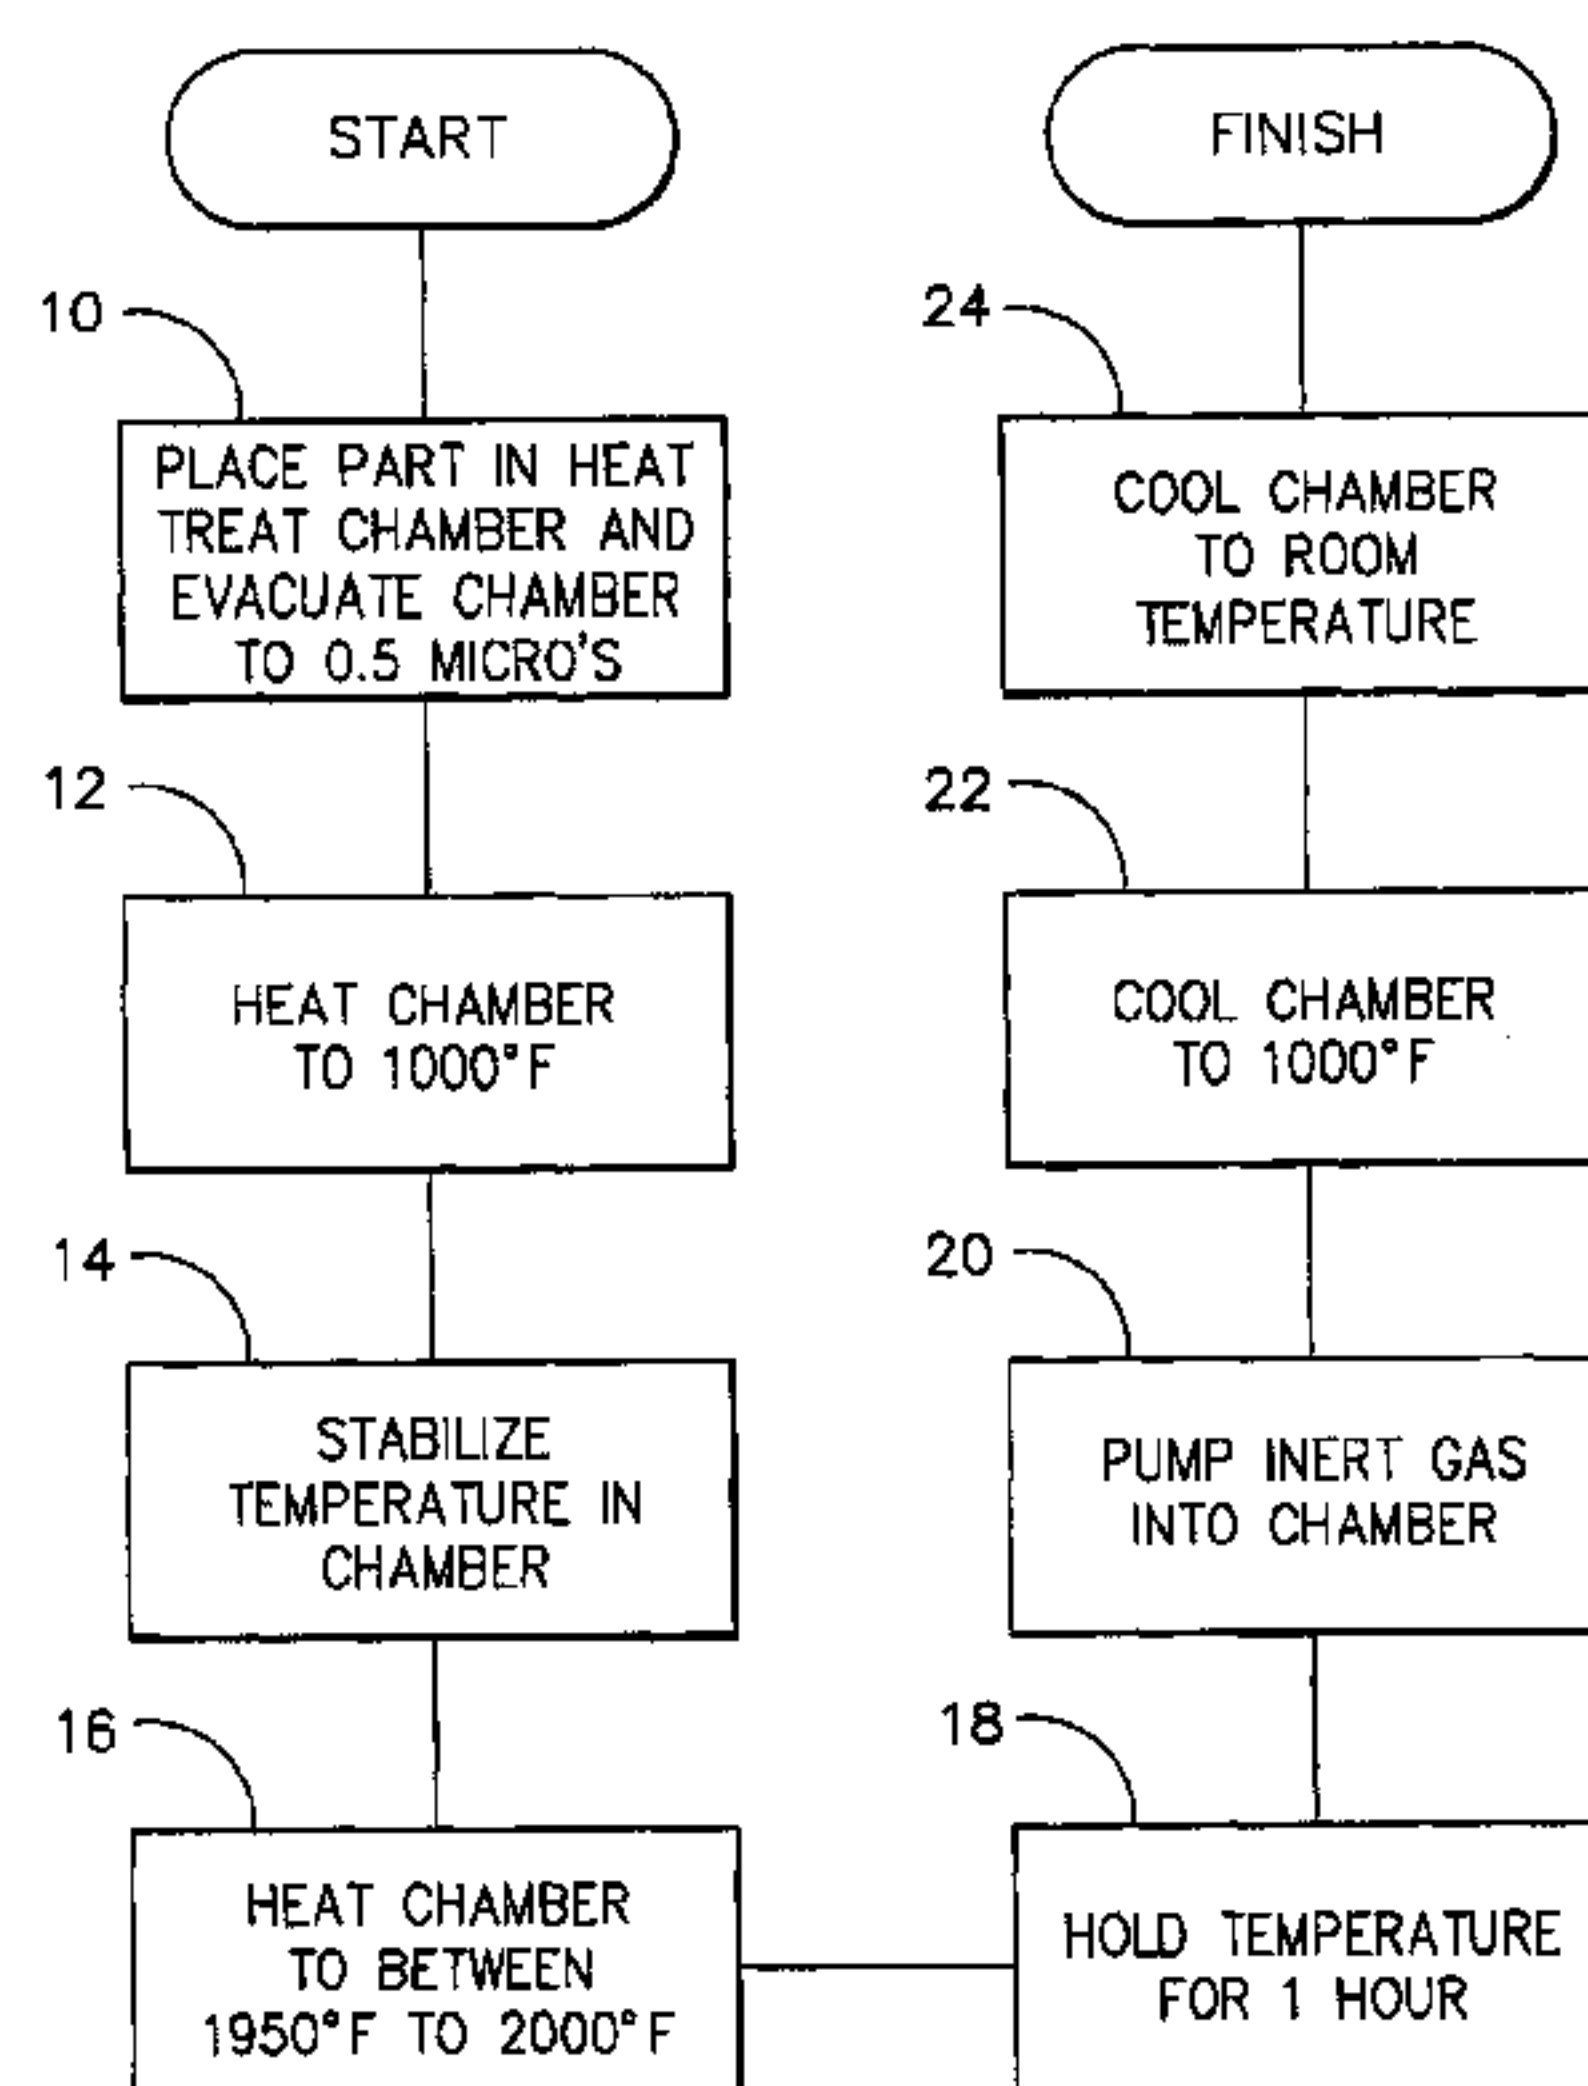 START
10
PLACE PART IN HEAT
TREAT CHAMBER AND
EVACUATE CHAMBER
TO 0.5 MICRO'S
12
HEAT CHAMBER
TO 1000°F
14
STABILIZE
TEMPERATURE IN
CHAMBER
16
HEAT CHAMBER
TO BETWEEN
1950°F TO 2000°F
18
HOLD TEMPERATURE
FOR 1 HOUR
20
PUMP INERT GAS
INTO CHAMBER
22
COOL CHAMBER
TO 1000°F
24
COOL CHAMBER
TO ROOM
TEMPERATURE
FINISH